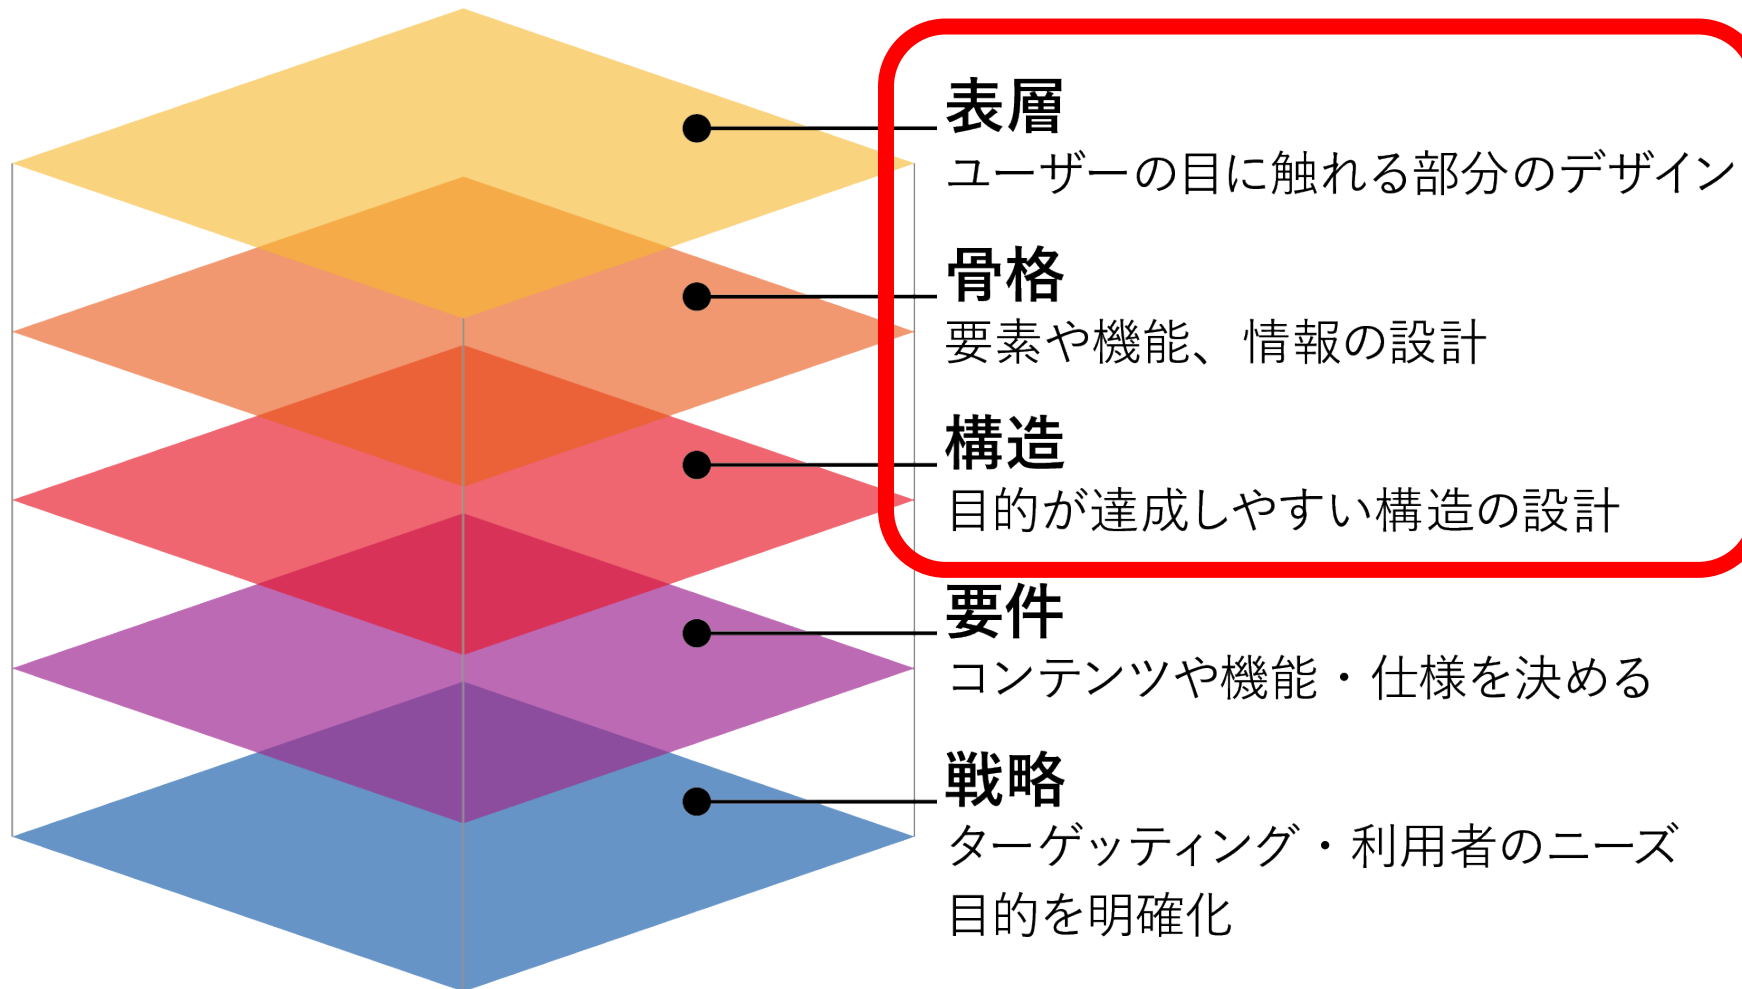 表層
ユーザーの目に触れる部分のデザイン
骨格
要素や機能、情報の設計
構造
目的が達成しやすい構造の設計
要件
コンテンツや機能・仕様を決める
戦略
ターゲッティング・利用者のニーズ
目的を明確化